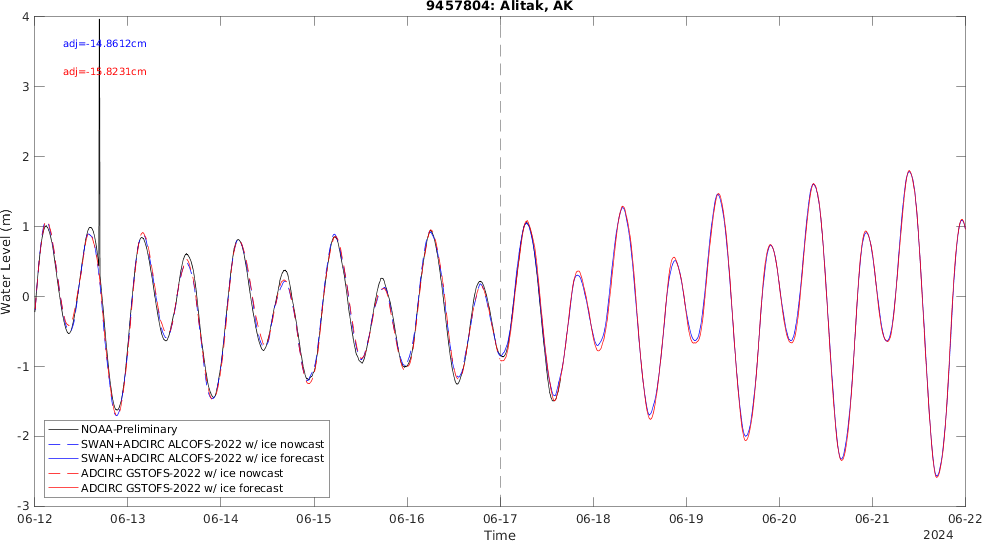 9457804: Alitak, AK
adj=-14.8612cm
adj=-15.8231cm
Water Level (m)
4
3
2
1
0
-1
-2
-3
NOAA-Preliminary
SWAN+ADCIRC ALCOFS-2022 w/ ice nowcast
SWAN+ADCIRC ALCOFS-2022 w/ ice forecast
ADCIRC GSTOFS-2022 w/ ice nowcast
ADCIRC GSTOFS-2022 w/ ice forecast
06-12 06-13 06-14 06-15 06-16 06-17 06-18 06-19 06-20 06-21 06-22
Time
2024